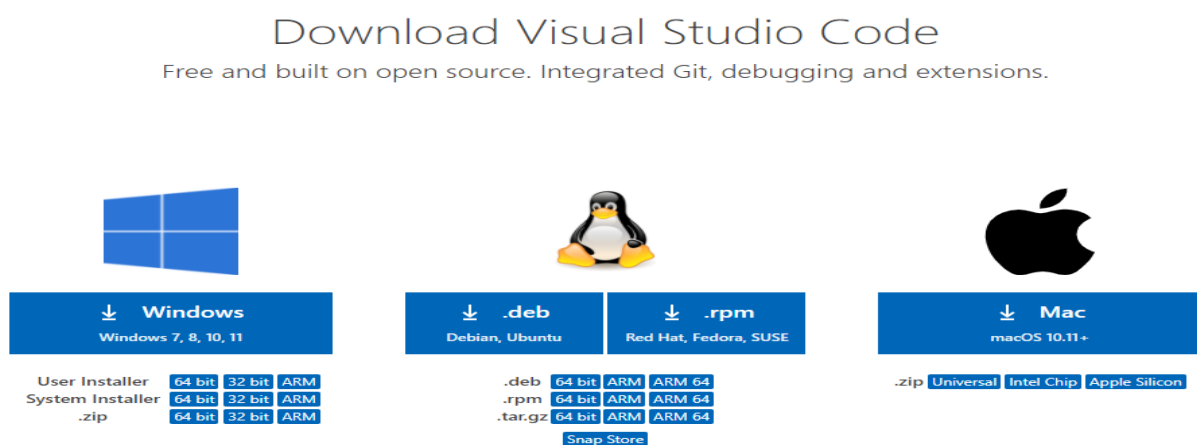 Download Visual Studio Code
Free and built on open source. Integrated Git, debugging and extensions.
Windows
Windows 7, 8, 10, 11
User Installer 64 bit 32 bit ARM
System Installer 64 bit 32 bit ARM
.zip 64 bit 32 bit ARM
.deb
Debian, Ubuntu
.rpm
Red Hat, Fedora, SUSE
.deb 64 bit ARM ARM 64
.rpm 64 bit ARM ARM 64
.tar.gz 64 bit ARM ARM 64
Snap Store
Mac
macOS 10.11+
.zip Universal Intel Chip Apple Silicon